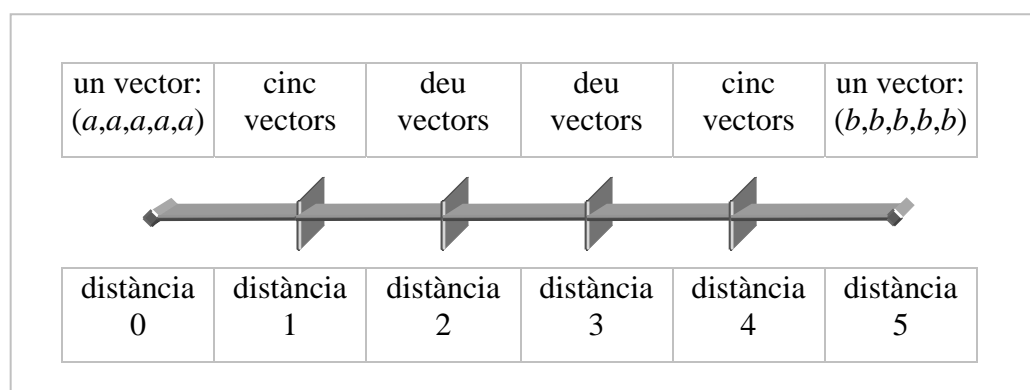 un vector: cinc deu deu cinc un vector:
(a,a,a,a,a) vectors vectors vectors vectors (b,b,b,b,b)
distància distància distància distància distància distància
0 1 2 3 4 5